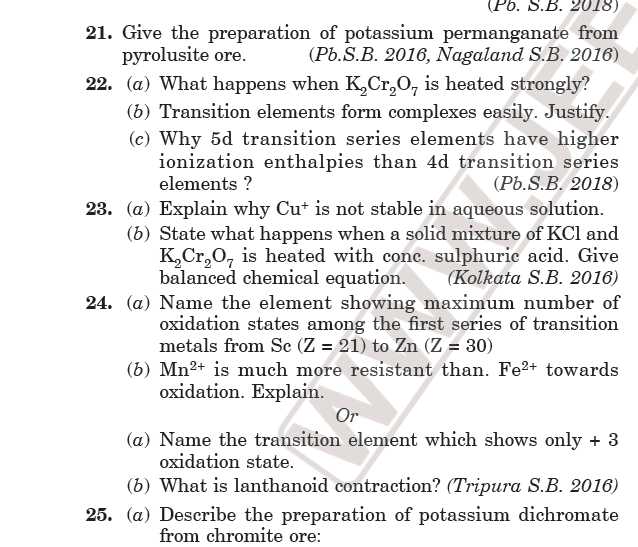 (Pb. S.B. 2018)
21. Give the preparation of potassium permanganate from
pyrolusite ore. (Pb.S.B. 2016, Nagaland S.B. 2016)
22. (a) What happens when K₂Cr₂O₇ is heated strongly?
(b) Transition elements form complexes easily. Justify.
(c) Why 5d transition series elements have higher
ionization enthalpies than 4d transition series
elements ? (Pb.S.B. 2018)
23. (a) Explain why Cu⁺ is not stable in aqueous solution.
(b) State what happens when a solid mixture of KCl and
K₂Cr₂O₇ is heated with conc. sulphuric acid. Give
balanced chemical equation. (Kolkata S.B. 2016)
24. (a) Name the element showing maximum number of
oxidation states among the first series of transition
metals from Sc (Z = 21) to Zn (Z = 30)
(b) Mn²⁺ is much more resistant than. Fe²⁺ towards
oxidation. Explain.
Or
(a) Name the transition element which shows only + 3
oxidation state.
(b) What is lanthanoid contraction? (Tripura S.B. 2016)
25. (a) Describe the preparation of potassium dichromate
from chromite ore:
WWW.JEE